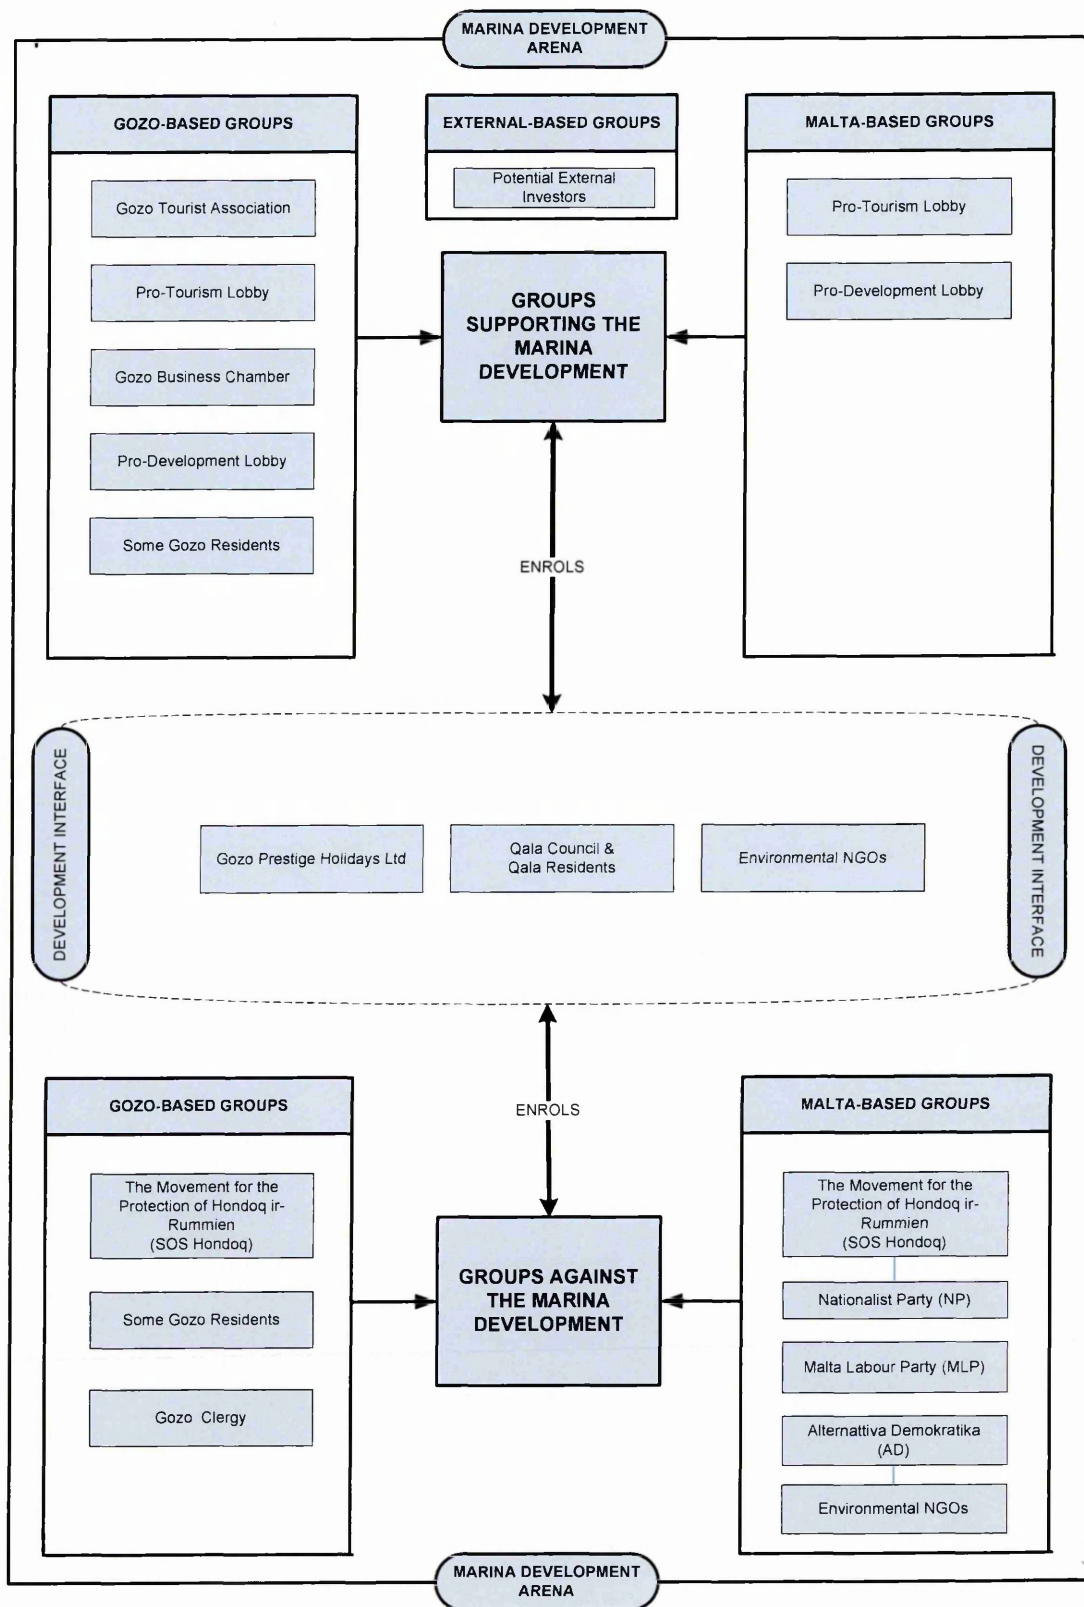 MARINA DEVELOPMENT
ARENA
GOZO-BASED GROUPS
Gozo Tourist Association
Pro-Tourism Lobby
Gozo Business Chamber
Pro-Development Lobby
Some Gozo Residents
EXTERNAL-BASED GROUPS
Potential External
Investors
MALTA-BASED GROUPS
Pro-Tourism Lobby
Pro-Development Lobby
GROUPS
SUPPORTING THE
MARINA
DEVELOPMENT
ENROLS
DEVELOPMENT INTERFACE
Gozo Prestige Holidays Ltd
Qala Council &
Qala Residents
Environmental NGOs
DEVELOPMENT INTERFACE
ENROLS
GOZO-BASED GROUPS
The Movement for the
Protection of Hondoq ir-
Rummien
(SOS Hondoq)
Some Gozo Residents
Gozo Clergy
GROUPS AGAINST
THE MARINA
DEVELOPMENT
MALTA-BASED GROUPS
The Movement for the
Protection of Hondoq ir-
Rummien
(SOS Hondoq)
Nationalist Party (NP)
Malta Labour Party (MLP)
Alternattiva Demokratika
(AD)
Environmental NGOs
MARINA DEVELOPMENT
ARENA